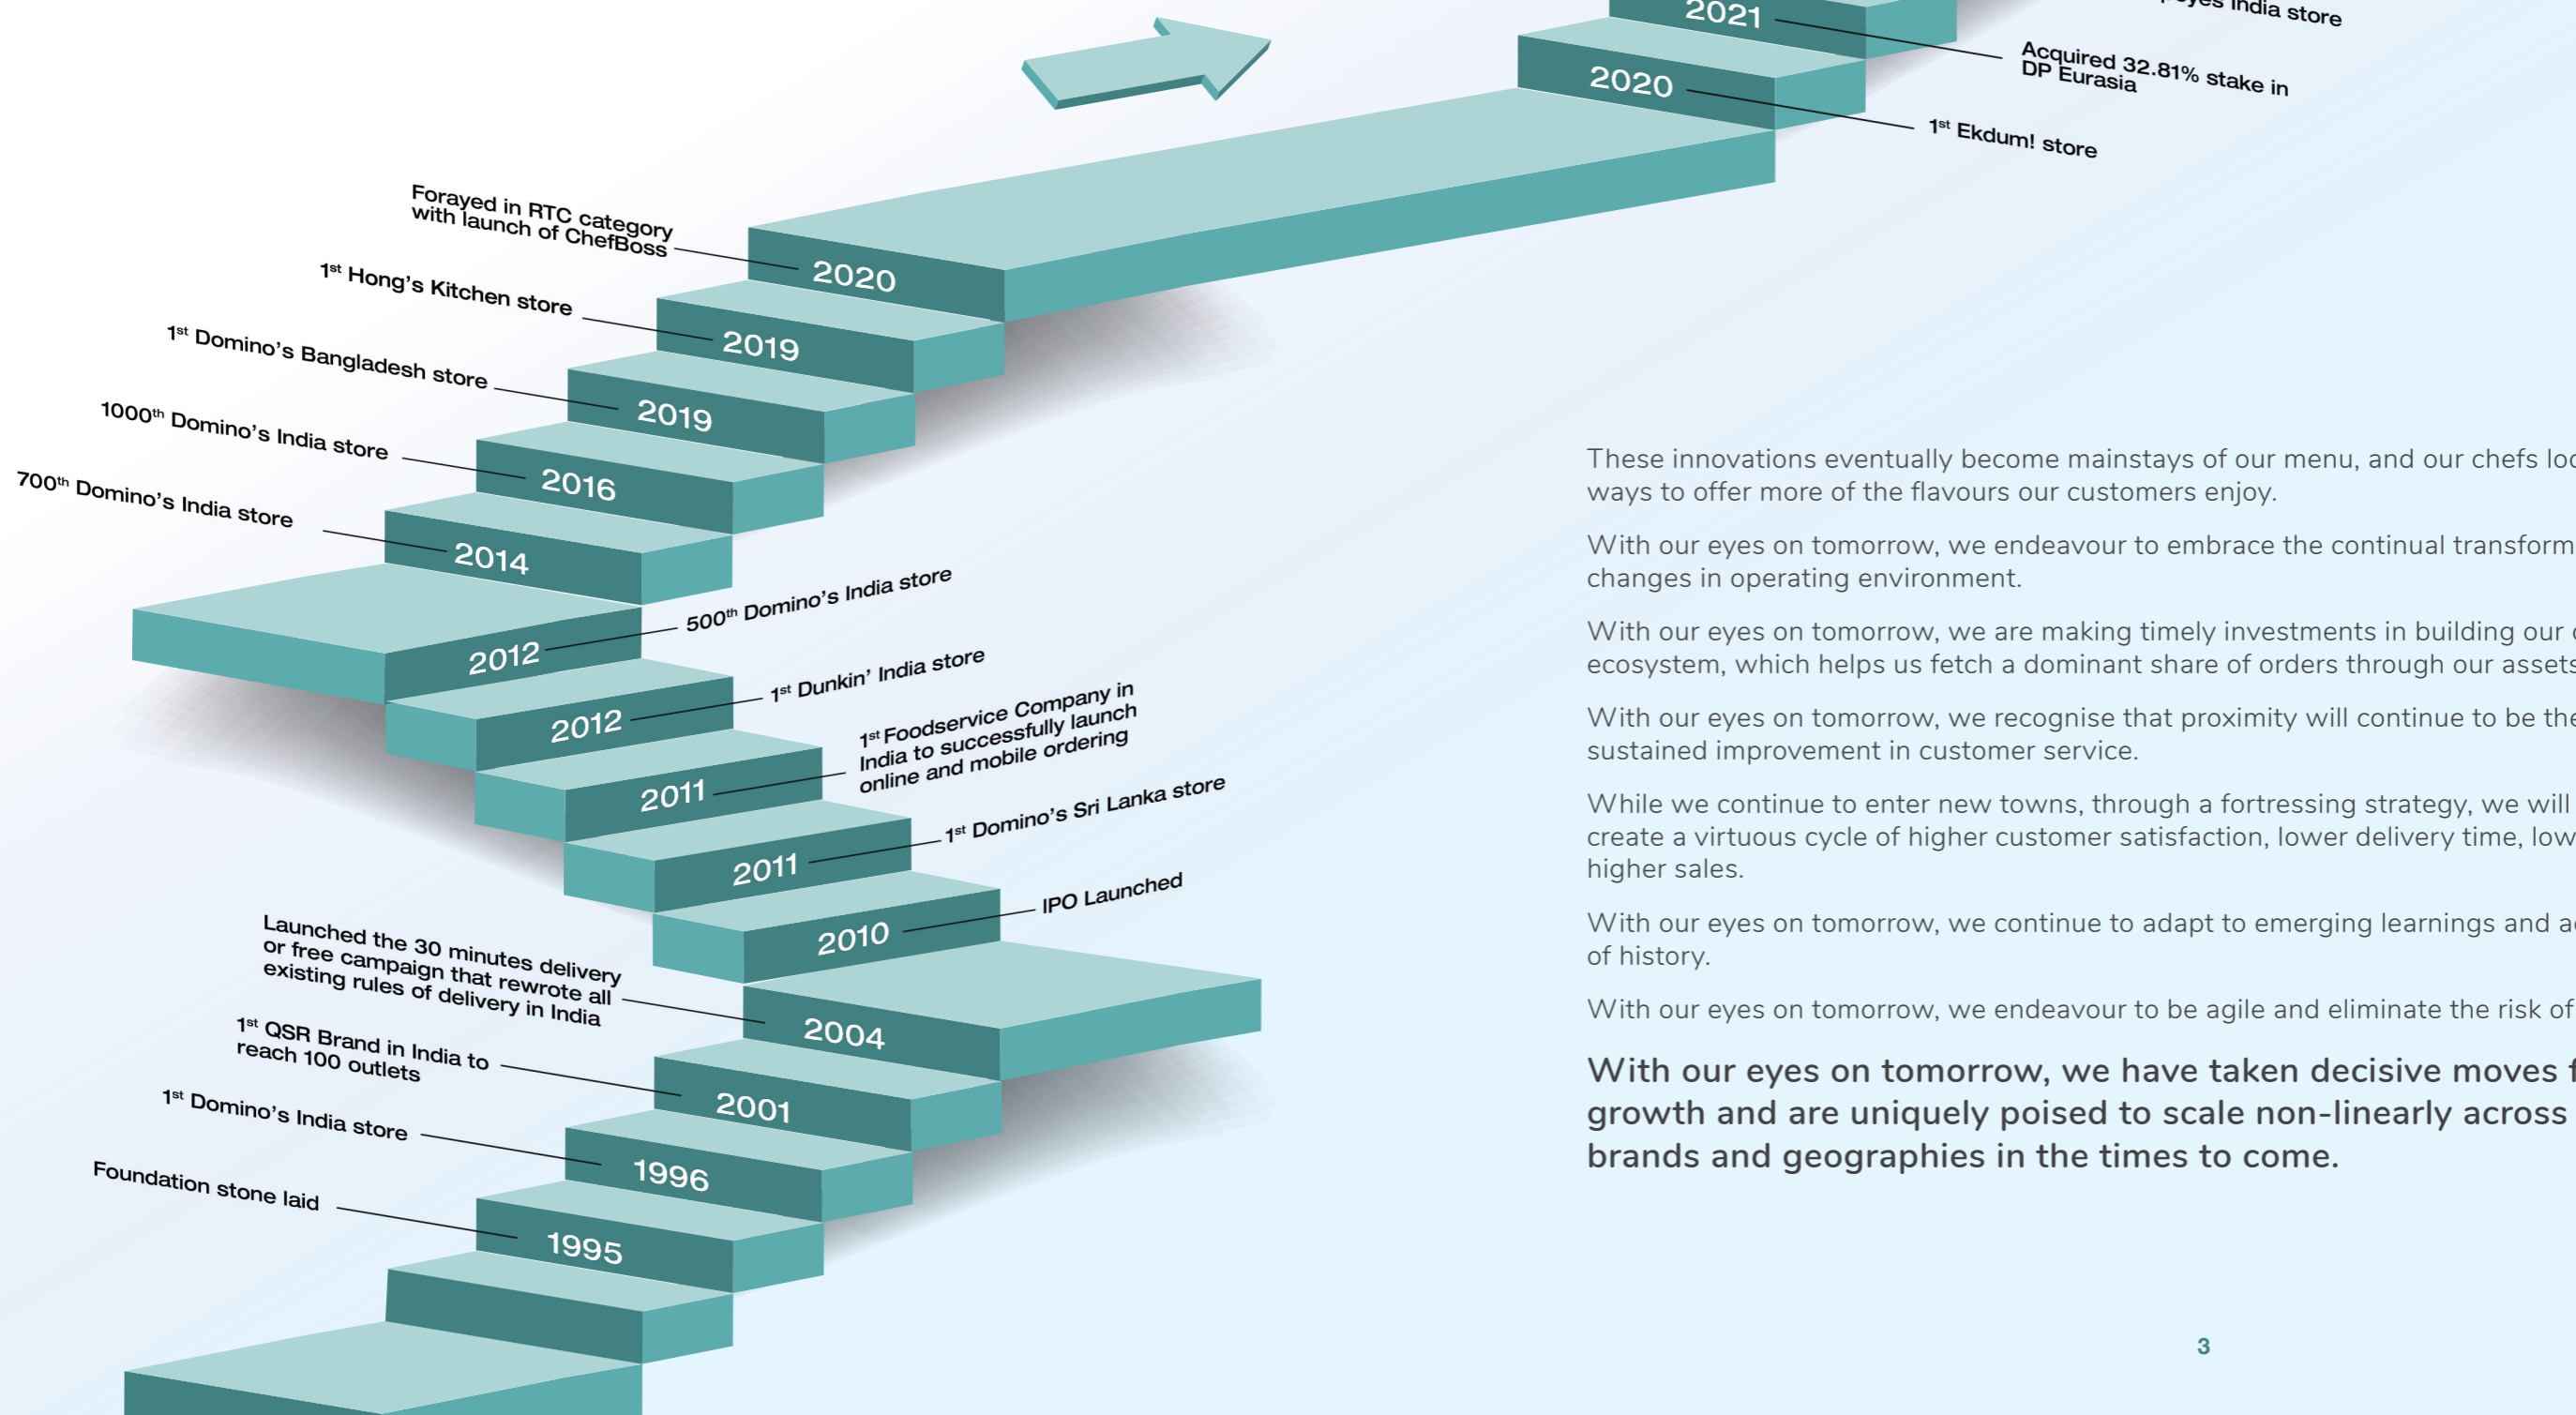 India store
2021
Acquired 32.81% stake in
DP Eurasia
2020
1st Ekdum! store
Forayed in RTC category
with launch of ChefBoss
2020
1st Hong's Kitchen store
2019
1st Domino's Bangladesh store
2019
1000th Domino's India store
2016
700th Domino's India store
2014
500th Domino's India store
2012
1st Dunkin' India store
2012
1st Foodservice Company in
India to successfully launch
online and mobile ordering
2011
1st Domino's Sri Lanka store
2011
IPO Launched
2010
Launched the 30 minutes delivery
or free campaign that rewrote all
existing rules of delivery in India
2004
1st QSR Brand in India to
reach 100 outlets
2001
1st Domino's India store
1996
Foundation stone laid
1995
These innovations eventually become mainstays of our menu, and our chefs
ways to offer more of the flavours our customers enjoy.
With our eyes on tomorrow, we endeavour to embrace the continual
changes in operating environment.
With our eyes on tomorrow, we are making timely investments in building our
ecosystem, which helps us fetch a dominant share of orders through our assets
With our eyes on tomorrow, we recognise that proximity will continue to be the
sustained improvement in customer service.
While we continue to enter new towns, through a fortressing strategy, we will
create a virtuous cycle of higher customer satisfaction, lower delivery time,
higher sales.
With our eyes on tomorrow, we continue to adapt to emerging learnings and
of history.
With our eyes on tomorrow, we endeavour to be agile and eliminate the risk of
With our eyes on tomorrow, we have taken decisive moves
growth and are uniquely poised to scale non-linearly across
brands and geographies in the times to come.
3